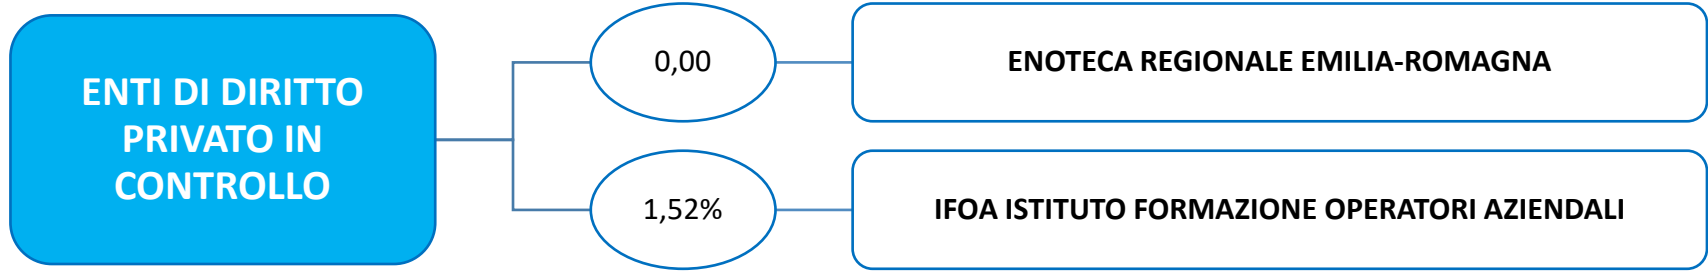 ENTI DI DIRITTO
PRIVATO IN
CONTROLLO
0,00
ENOTECA REGIONALE EMILIA-ROMAGNA
1,52%
IFOA ISTITUTO FORMAZIONE OPERATORI AZIENDALI